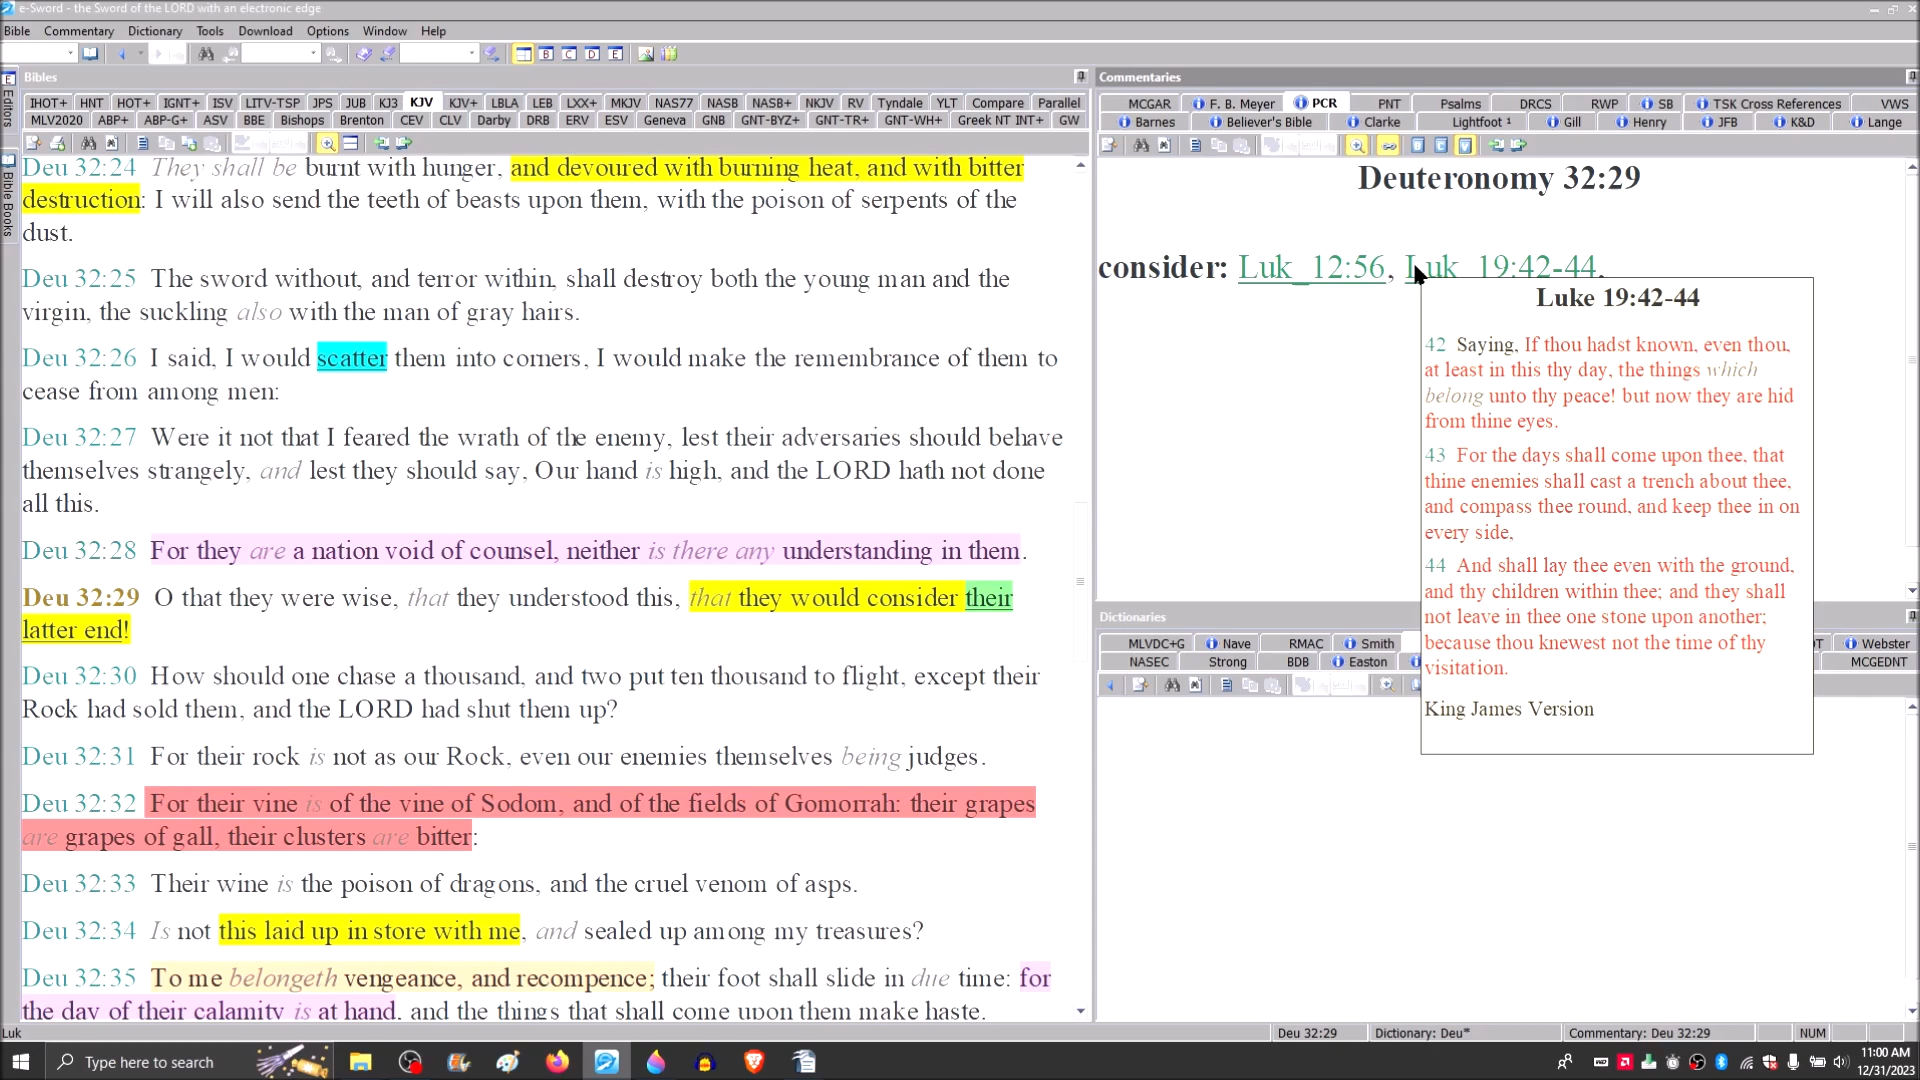 e-Sword - the Sword of the LORD with an electronic edge
Bible Commentary Dictionary Tools Download Options Window Help
B C D E
Bibles
IHOT+ HNT HOT+ IGNT+ ISV LITV-TSP JPS JUB KJ3 KJV KJV+ LBLA LEB LXX+ MKJV NAS77 NASB NASB+ NKJV RV Tyndale YLT Compare Parallel
MLV2020 ABP+ ABP-G+ ASV BBE Bishops Brenton CEV CLV Darby DRB ERV ESV Geneva GNB GNT-BYZ+ GNT-TR+ GNT-WH+ Greek NT INT+ GW
Editors
Bible Books
Deu 32:24 They shall be burnt with hunger, and devoured with burning heat, and with bitter
destruction: I will also send the teeth of beasts upon them, with the poison of serpents of the
dust.
Deu 32:25 The sword without, and terror within, shall destroy both the young man and the
virgin, the suckling also with the man of gray hairs.
Deu 32:26 I said, I would scatter them into corners, I would make the remembrance of them to
cease from among men:
Deu 32:27 Were it not that I feared the wrath of the enemy, lest their adversaries should behave
themselves strangely, and lest they should say, Our hand is high, and the LORD hath not done
all this.
Deu 32:28 For they are a nation void of counsel, neither is there any understanding in them.
Deu 32:29 O that they were wise, that they understood this, that they would consider their
latter end!
Deu 32:30 How should one chase a thousand, and two put ten thousand to flight, except their
Rock had sold them, and the LORD had shut them up?
Deu 32:31 For their rock is not as our Rock, even our enemies themselves being judges.
Deu 32:32 For their vine is of the vine of Sodom, and of the fields of Gomorrah: their grapes
are grapes of gall, their clusters are bitter:
Deu 32:33 Their wine is the poison of dragons, and the cruel venom of asps.
Deu 32:34 Is not this laid up in store with me, and sealed up among my treasures?
Deu 32:35 To me belongeth vengeance, and recompence; their foot shall slide in due time: for
the day of their calamity is at hand, and the things that shall come upon them make haste.
Commentaries
MCGAR F. B. Meyer PCR PNT Psalms DRCS RWP SB TSK Cross References VWS
Barnes Believer's Bible Clarke Lightfoot ¹ Gill Henry JFB K&D Lange
Deuteronomy 32:29
consider: Luk_12:56, Luk_19:42-44,
Luke 19:42-44
42 Saying, If thou hadst known, even thou,
at least in this thy day, the things which
belong unto thy peace! but now they are hid
from thine eyes.
43 For the days shall come upon thee, that
thine enemies shall cast a trench about thee,
and compass thee round, and keep thee in on
every side,
44 And shall lay thee even with the ground,
and thy children within thee; and they shall
not leave in thee one stone upon another;
because thou knewest not the time of thy
visitation.
King James Version
Dictionaries
MLVDC+G Nave RMAC Smith Webster
NASEC Strong BDB Easton MCGEDNT
Luk
Deu 32:29 Dictionary: Deu* Commentary: Deu 32:29 NUM
Type here to search
11:00 AM
12/31/2023